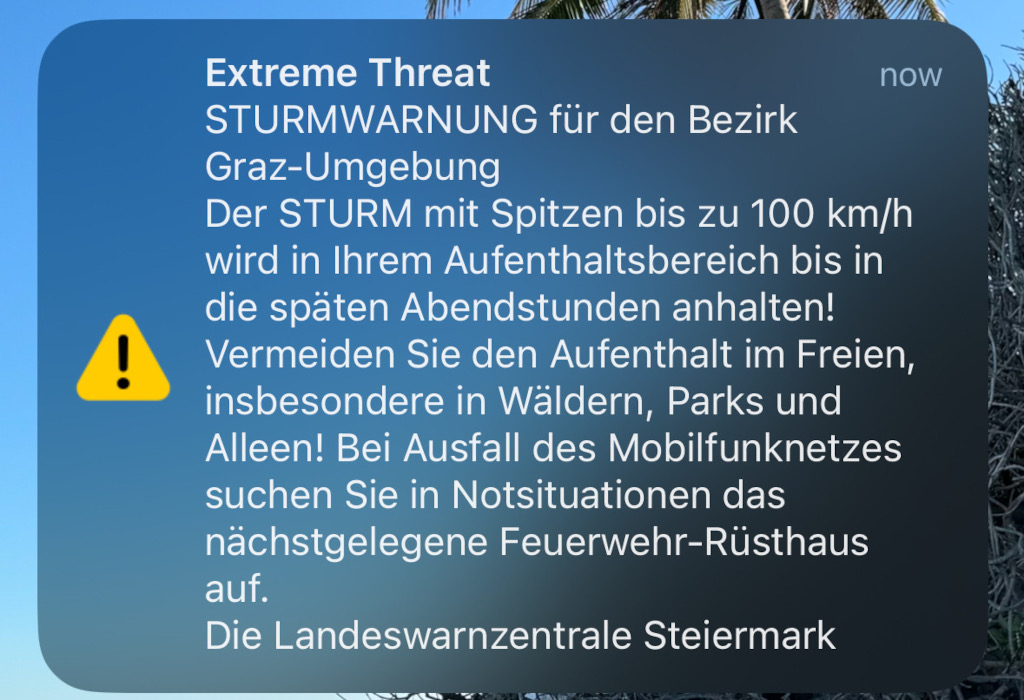 Extreme Threat
now
STURMWARNUNG für den Bezirk
Graz-Umgebung
Der STURM mit Spitzen bis zu 100 km/h
wird in Ihrem Aufenthaltsbereich bis in
die späten Abendstunden anhalten!
Vermeiden Sie den Aufenthalt im Freien,
insbesondere in Wäldern, Parks und
Alleen! Bei Ausfall des Mobilfunknetzes
suchen Sie in Notsituationen das
nächstgelegene Feuerwehr-Rüsthaus
auf.
Die Landeswarnzentrale Steiermark